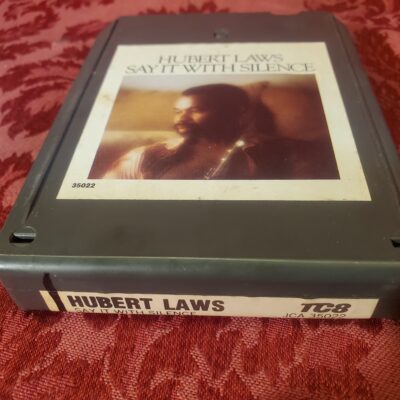 HUBERT LAWS
SAY IT WITH SILENCE
35022
HUBERT LAWS
TC8
SAY IT WITH SILENCE
JCA 35022